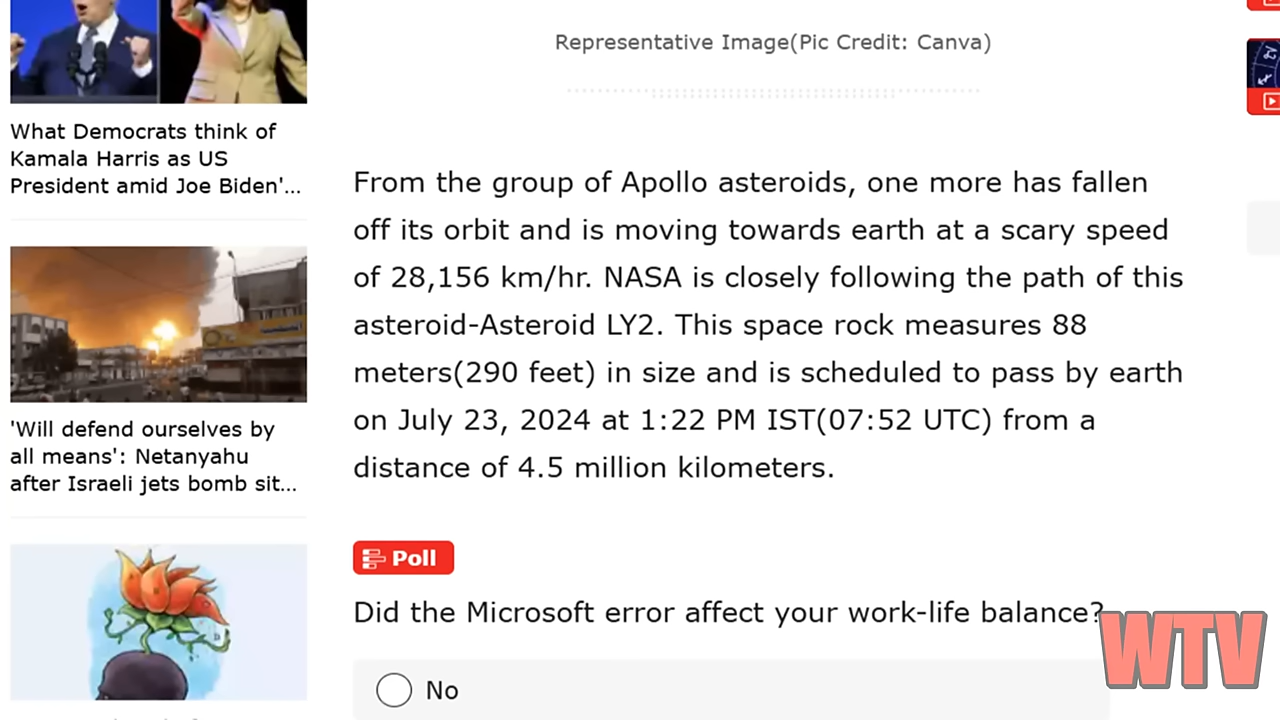 Representative Image(Pic Credit: Canva)
What Democrats think of
Kamala Harris as US
President amid Joe Biden'...
'Will defend ourselves by
all means': Netanyahu
after Israeli jets bomb sit...
From the group of Apollo asteroids, one more has fallen
off its orbit and is moving towards earth at a scary speed
of 28,156 km/hr. NASA is closely following the path of this
asteroid-Asteroid LY2. This space rock measures 88
meters(290 feet) in size and is scheduled to pass by earth
on July 23, 2024 at 1:22 PM IST(07:52 UTC) from a
distance of 4.5 million kilometers.
Poll
Did the Microsoft error affect your work-life balance?
No
WTV